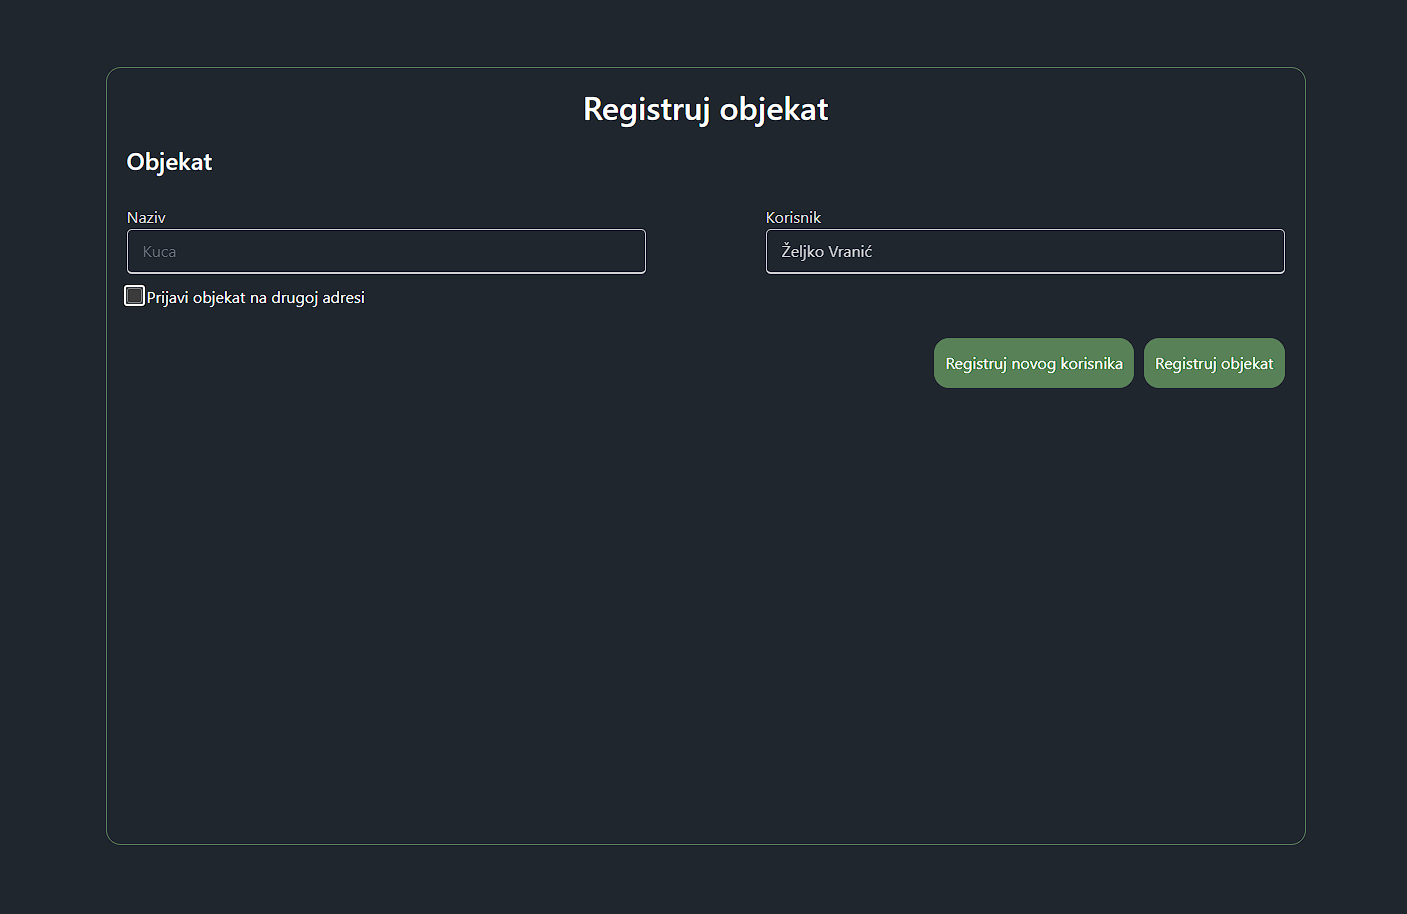 Registruj objekat
Objekat
Naziv
Korisnik
Kuca
Željko Vranić
Prijavi objekat na drugoj adresi
Registruj novog korisnika
Registruj objekat